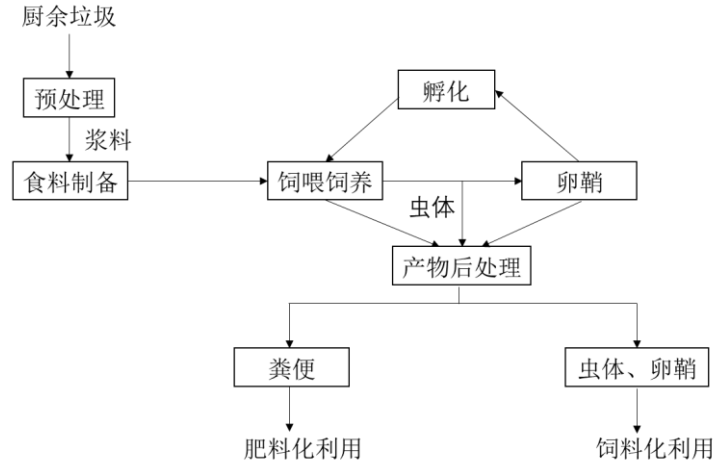 厨余垃圾
预处理
浆料
食料制备
孵化
饲喂饲养
虫体
卵鞘
产物后处理
粪便
虫体、卵鞘
肥料化利用
饲料化利用